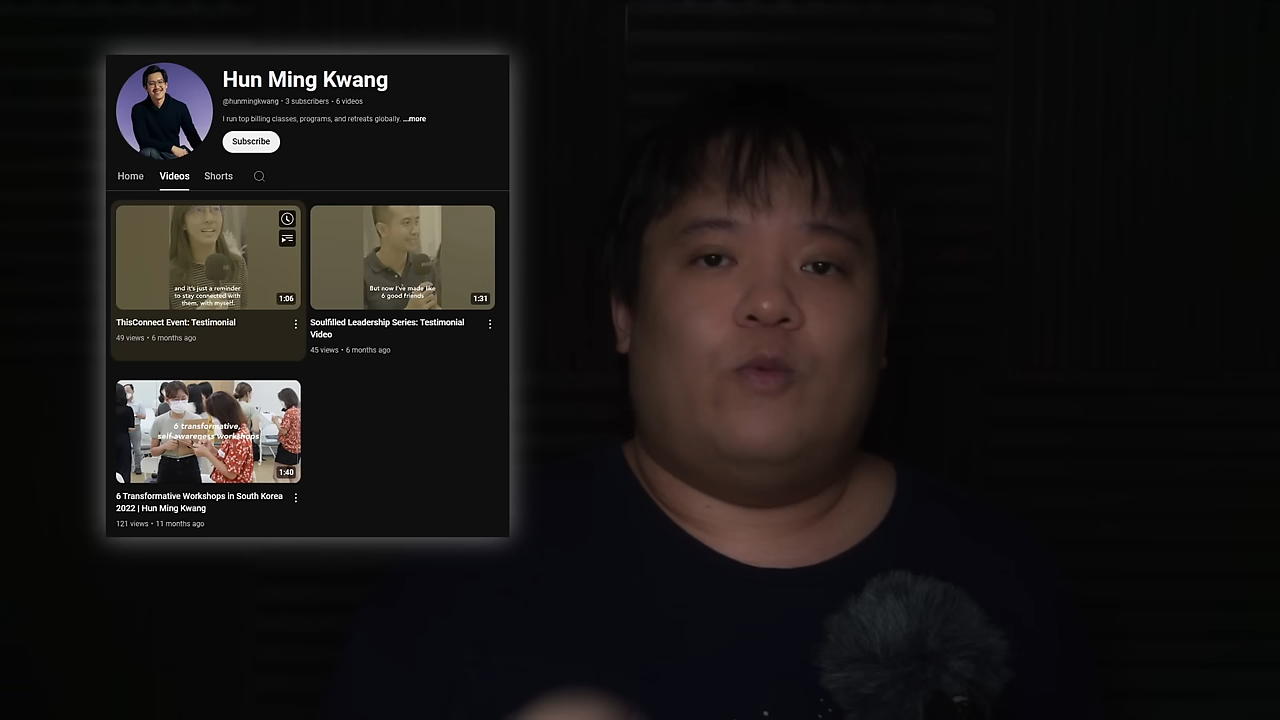 Hun Ming Kwang
@hunmingkwang • 3 subscribers • 6 videos
I run top billing classes, programs, and retreats globally. ...more
Subscribe
Home Videos Shorts
and it's just a reminder
to stay connected with
them, with myself.
1:06
But now I've made like
6 good friends
1:31
ThisConnect Event: Testimonial
49 views • 6 months ago
Soulfilled Leadership Series: Testimonial
Video
45 views • 6 months ago
6 transformative,
self-awareness workshops
1:40
6 Transformative Workshops in South Korea
2022 | Hun Ming Kwang
121 views • 11 months ago